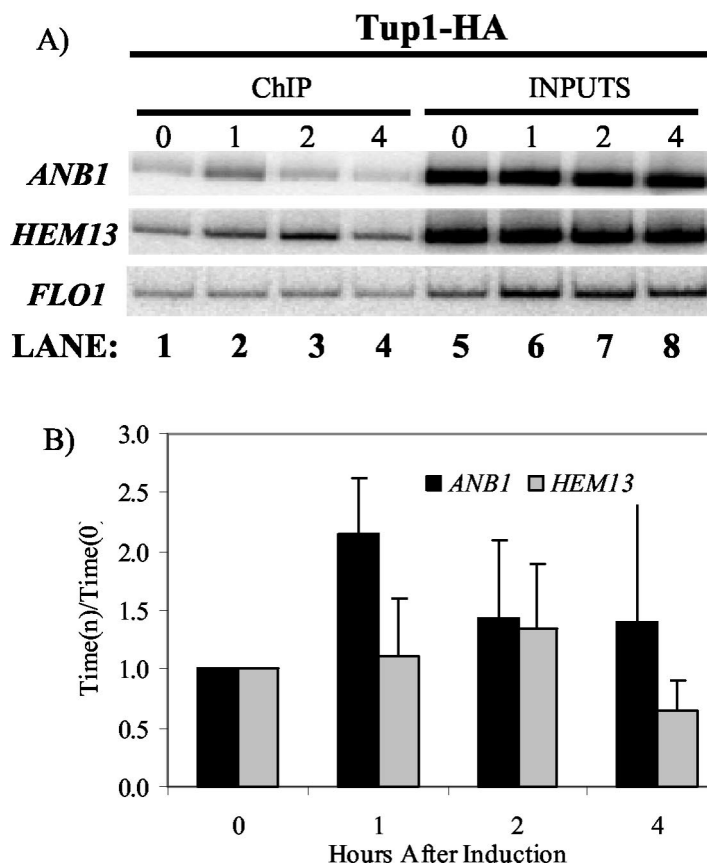 A)
Tup1-HA
ChIP INPUTS
0 1 2 4 0 1 2 4
ANB1
HEM13
FLO1
LANE: 1 2 3 4 5 6 7 8
B)
3.0
2.5
2.0
1.5
1.0
0.5
0.0
Time(n)/Time(0)
ANB1 HEM13
0 1 2 4
Hours After Induction